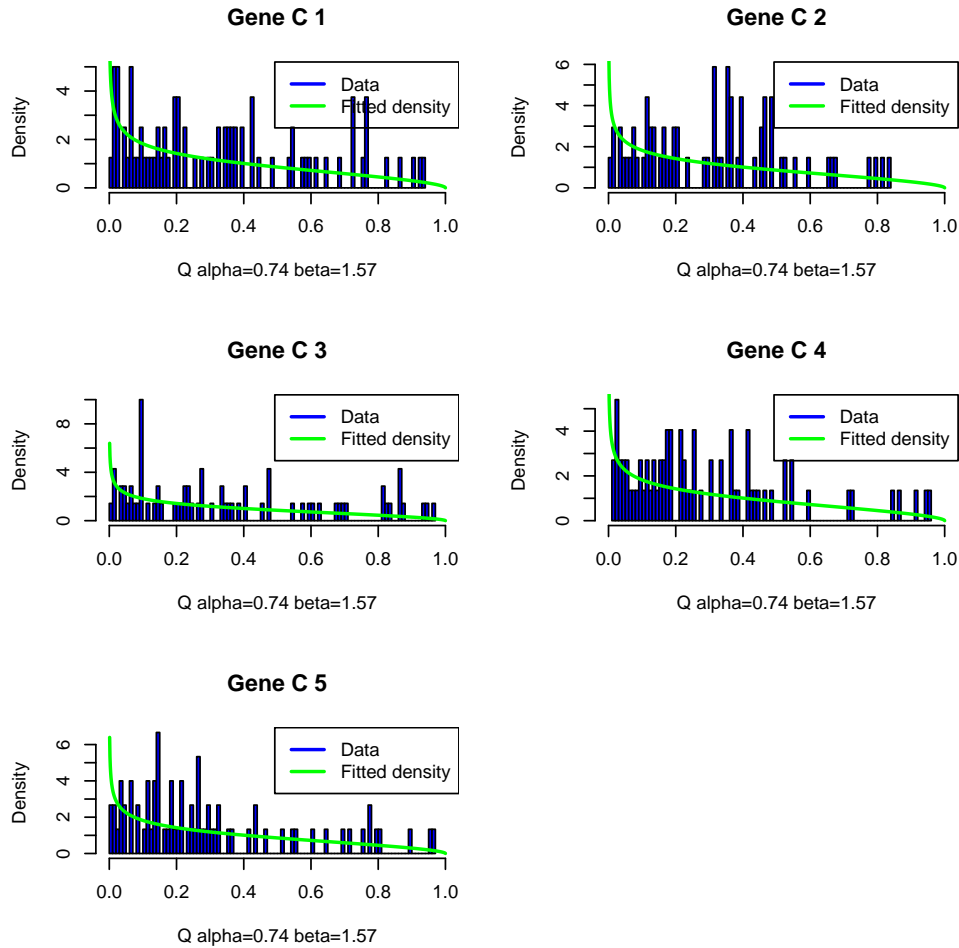 Gene C 1
Density
0 2 4
Data
Fitted density
0.0 0.2 0.4 0.6 0.8 1.0
Q alpha=0.74 beta=1.57
Gene C 2
Density
0 2 4 6
Data
Fitted density
0.0 0.2 0.4 0.6 0.8 1.0
Q alpha=0.74 beta=1.57
Gene C 3
Density
0 4 8
Data
Fitted density
0.0 0.2 0.4 0.6 0.8 1.0
Q alpha=0.74 beta=1.57
Gene C 4
Density
0 2 4
Data
Fitted density
0.0 0.2 0.4 0.6 0.8 1.0
Q alpha=0.74 beta=1.57
Gene C 5
Density
0 2 4 6
Data
Fitted density
0.0 0.2 0.4 0.6 0.8 1.0
Q alpha=0.74 beta=1.57